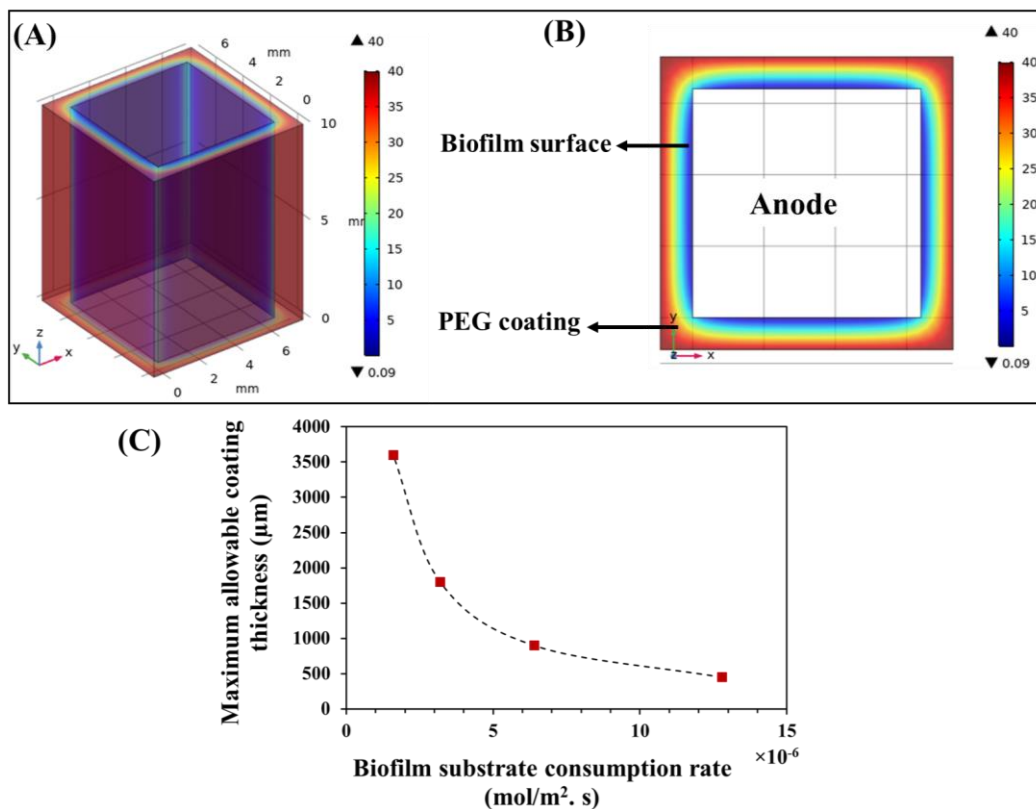 (A)
6
4
mm
2
0
10
5
mm
0
6
4
2
mm
0
z
y
x
▲ 40
40
35
30
25
20
15
10
5
▼ 0.09
(B)
Biofilm surface
Anode
PEG coating
y
z
x
▲ 40
40
35
30
25
20
15
10
5
▼ 0.09
(C)
Maximum allowable coating
thickness (µm)
4000
3500
3000
2500
2000
1500
1000
500
0
0
5
10
15
×10⁻⁶
Biofilm substrate consumption rate
(mol/m². s)